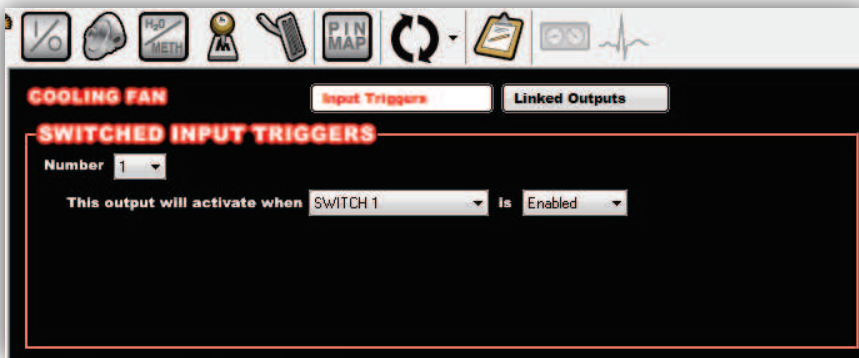 I/O
H₂O/METH
PIN MAP
COOLING FAN Input Triggers Linked Outputs
SWITCHED INPUT TRIGGERS
Number 1
This output will activate when SWITCH 1 is Enabled